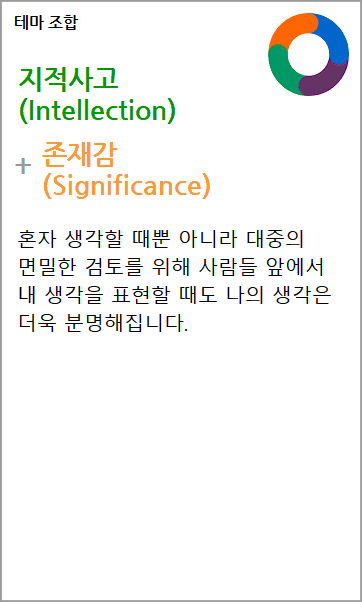 테마 조합
지적사고
(Intellection)
+ 존재감
(Significance)
혼자 생각할 때뿐 아니라 대중의
면밀한 검토를 위해 사람들 앞에서
내 생각을 표현할 때도 나의 생각은
더욱 분명해집니다.